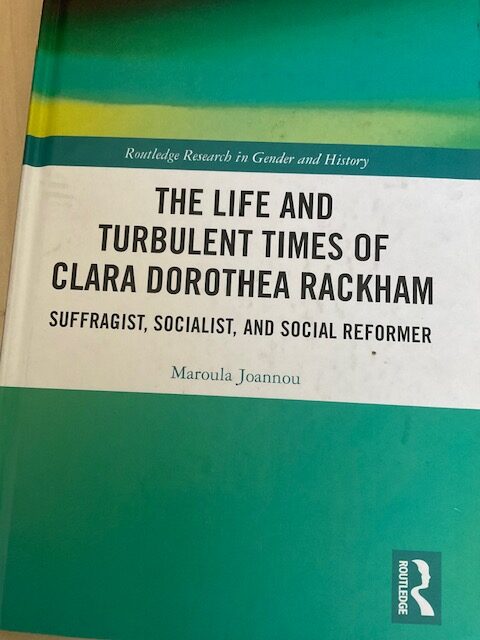 Routledge Research in Gender and History
THE LIFE AND
TURBULENT TIMES OF
CLARA DOROTHEA RACKHAM
SUFFRAGIST, SOCIALIST, AND SOCIAL REFORMER
Maroula Joannou
ROUTLEDGE